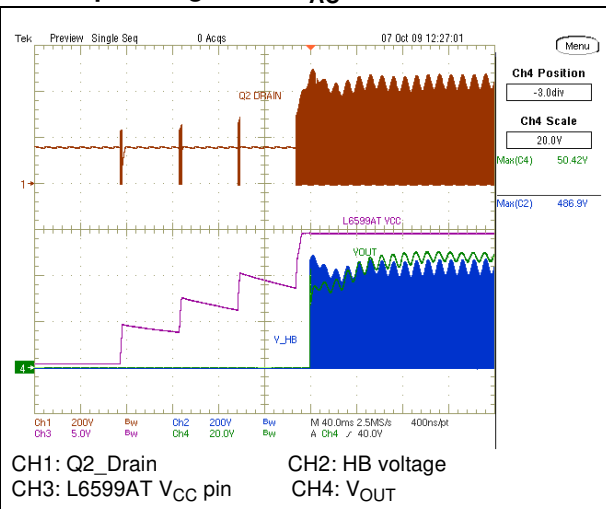 Tek Preview Single Seq 0 Acqs 07 Oct 09 12:27:01
Menu
Ch4 Position
-3.0div
Ch4 Scale
20.0V
Max(C4) 50.42V
Max(C2) 486.9V
Q2 DRAIN
1
L6599AT VCC
VOUT
V_HB
4
Ch1 200V Bw Ch2 200V Bw M 40.0ms 2.5MS/s 400ns/pt
Ch3 5.0V Bw Ch4 20.0V Bw A Ch4 / 40.0V
CH1: Q2_Drain CH2: HB voltage
CH3: L6599AT VCC pin CH4: VOUT